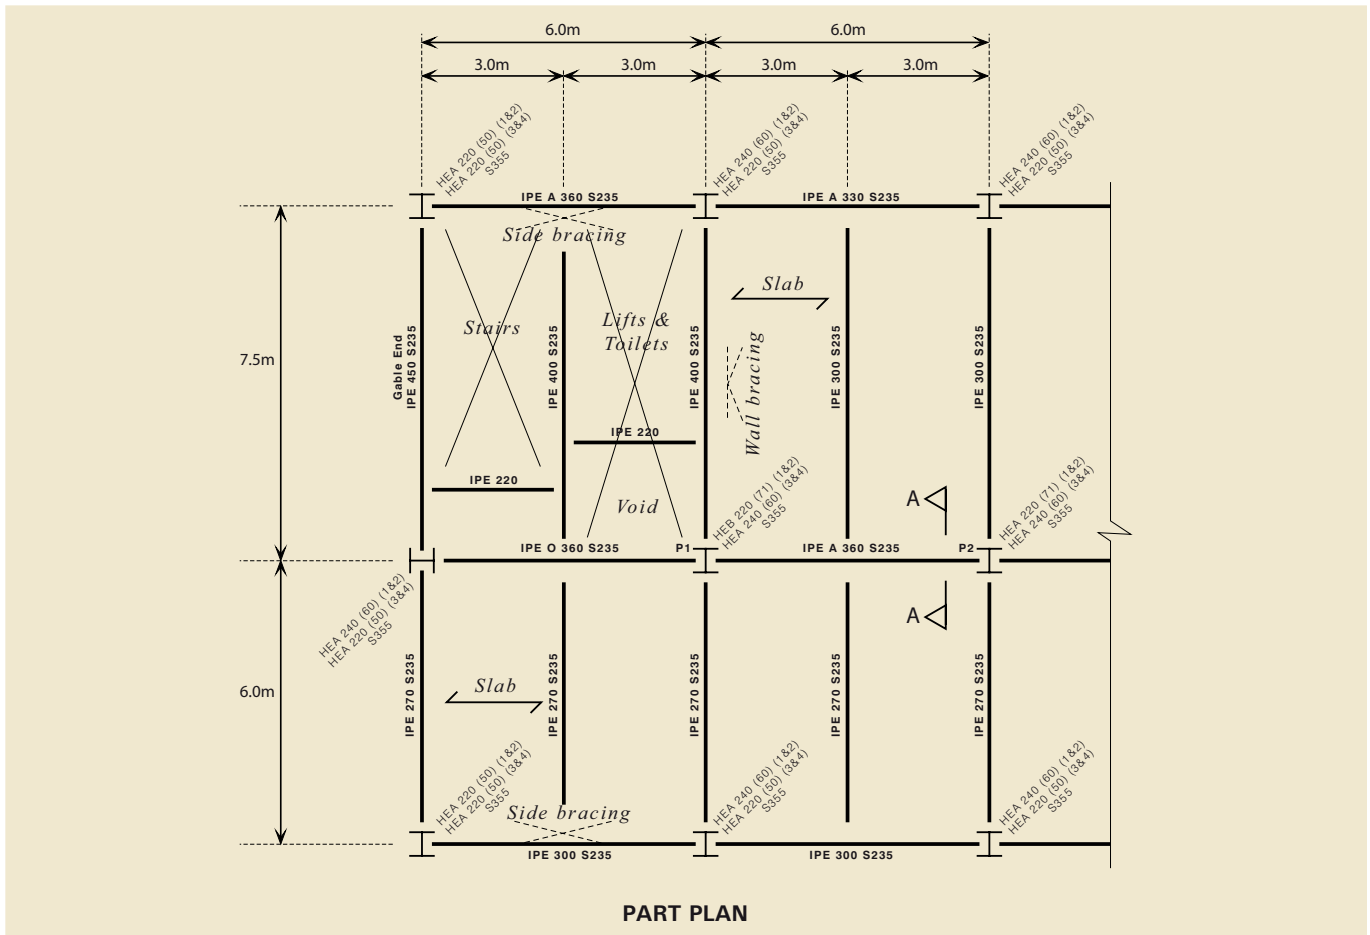 6.0m
6.0m
3.0m
3.0m
3.0m
3.0m
HEA 220 (50) (1&2)
HEA 220 (50) (3&4)
S355
HEA 240 (60) (1&2)
HEA 220 (50) (3&4)
S355
HEA 240 (60) (1&2)
HEA 220 (50) (3&4)
S355
IPE A 360 S235
IPE A 330 S235
Side bracing
Slab
Stairs
Lifts &
Toilets
7.5m
Gable End
IPE 450 S235
IPE 400 S235
IPE 400 S235
Wall bracing
IPE 300 S235
IPE 300 S235
IPE 220
IPE 220
Void
HEB 220 (71) (1&2)
HEA 240 (60) (3&4)
S355
A
HEA 220 (71) (1&2)
HEA 240 (60) (3&4)
S355
IPE O 360 S235
P1
IPE A 360 S235
P2
HEA 240 (60) (1&2)
HEA 220 (50) (3&4)
S355
A
6.0m
IPE 270 S235
Slab
IPE 270 S235
IPE 270 S235
IPE 270 S235
IPE 270 S235
HEA 220 (50) (1&2)
HEA 220 (50) (3&4)
S355
HEA 240 (60) (1&2)
HEA 220 (50) (3&4)
S355
HEA 240 (60) (1&2)
HEA 220 (50) (3&4)
S355
Side bracing
IPE 300 S235
IPE 300 S235
PART PLAN